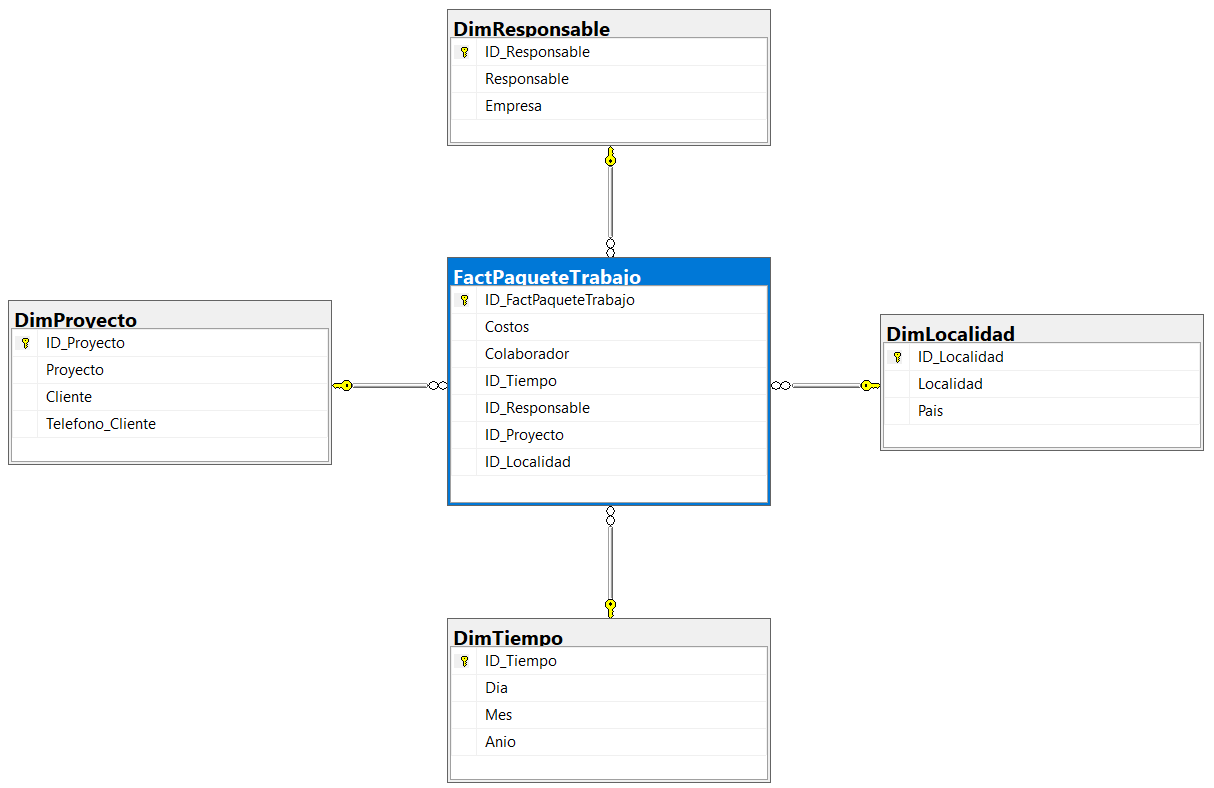 DimResponsable
ID_Responsable
Responsable
Empresa
FactPaqueteTrabajo
ID_FactPaqueteTrabajo
Costos
Colaborador
ID_Tiempo
ID_Responsable
ID_Proyecto
ID_Localidad
DimProyecto
ID_Proyecto
Proyecto
Cliente
Telefono_Cliente
DimLocalidad
ID_Localidad
Localidad
Pais
DimTiempo
ID_Tiempo
Dia
Mes
Anio